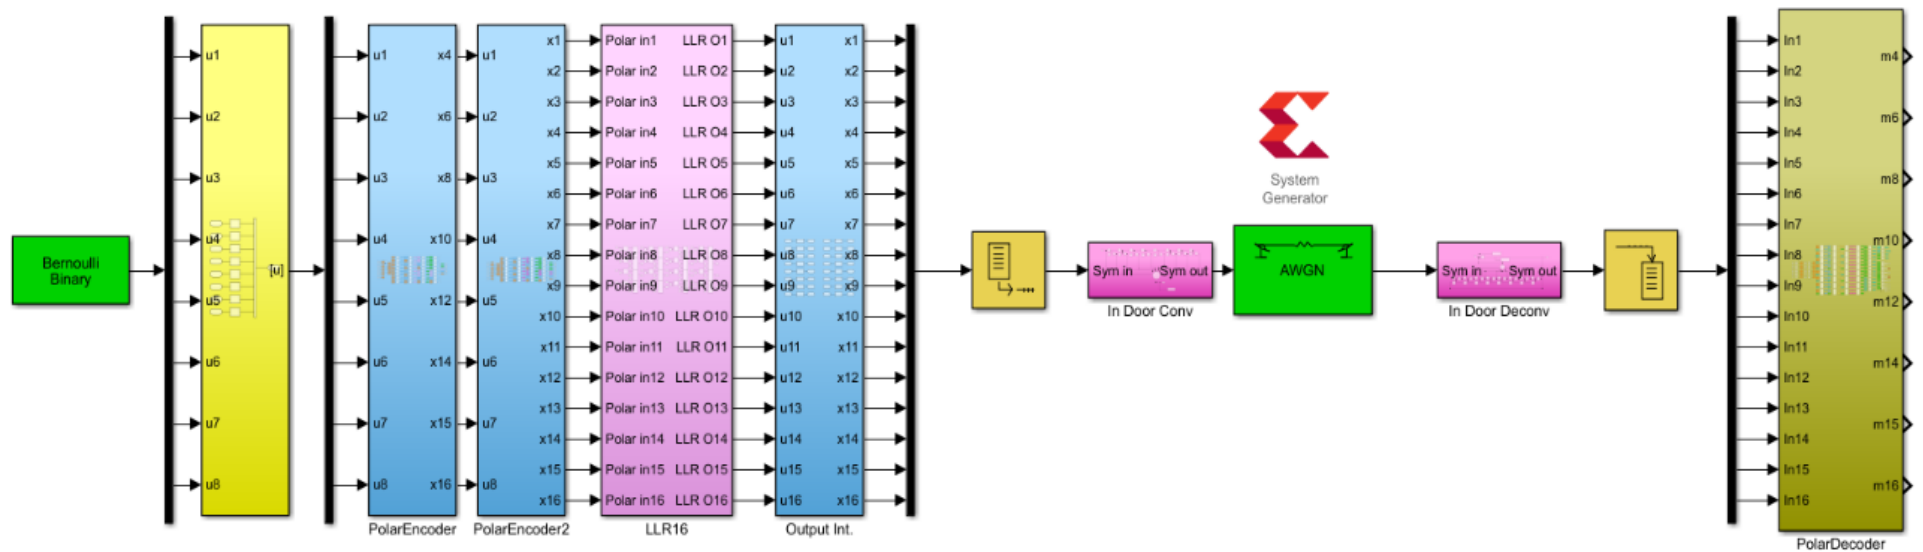 Bernoulli
Binary
u1
u2
u3
u4
u5
u6
u7
u8
[u]
u1 x4
u2 x6
u3 x8
u4 x10
u5 x12
u6 x14
u7 x15
u8 x16
PolarEncoder
u1
u2
u3
u4
u5
u6
u7
u8
x1
x2
x3
x4
x5
x6
x7
x8
x9
x10
x11
x12
x13
x14
x15
x16
PolarEncoder2
Polar in1 LLR O1
Polar in2 LLR O2
Polar in3 LLR O3
Polar in4 LLR O4
Polar in5 LLR O5
Polar in6 LLR O6
Polar in7 LLR O7
Polar in8 LLR O8
Polar in9 LLR O9
Polar in10 LLR O10
Polar in11 LLR O11
Polar in12 LLR O12
Polar in13 LLR O13
Polar in14 LLR O14
Polar in15 LLR O15
Polar in16 LLR O16
LLR16
u1 x1
u2 x2
u3 x3
u4 x4
u5 x5
u6 x6
u7 x7
u8 x8
u9 x9
u10 x10
u11 x11
u12 x12
u13 x13
u14 x14
u15 x15
u16 x16
Output Int.
Sym in Sym out
In Door Conv
System
Generator
AWGN
Sym in Sym out
In Door Deconv
In1
In2
In3
In4
In5
In6
In7
In8
In9
In10
In11
In12
In13
In14
In15
In16
m4
m6
m8
m10
m12
m14
m15
m16
PolarDecoder